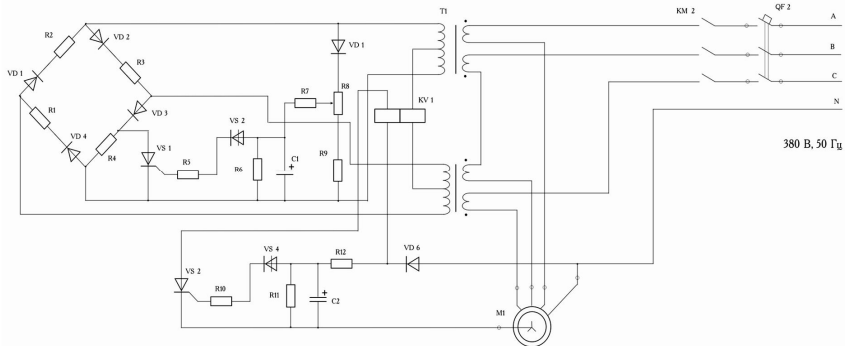 T1
KM 2
QF 2
A
R2
VD 2
VD 1
B
VD 1
R3
R7
R8
KV 1
C
R1
VD 3
N
VS 2
VD 4
R4
VS 1
R5
R6
C1
R9
380 В, 50 Гц
VS 4
R12
VD 6
VS 2
R10
R11
C2
M1